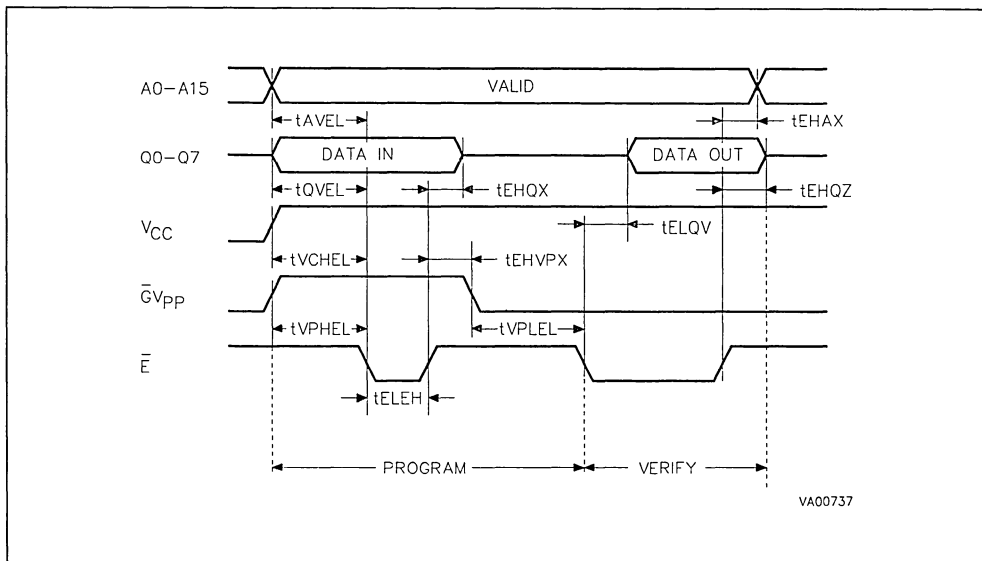 A0-A15
VALID
tAVEL
tEHAX
Q0-Q7
DATA IN
DATA OUT
tQVEL
tEHQX
tEHQZ
VCC
tELQV
tVCHEL
tEHVPX
GVPP
tVPHEL
tVPLEL
E
tELEH
PROGRAM
VERIFY
VA00737